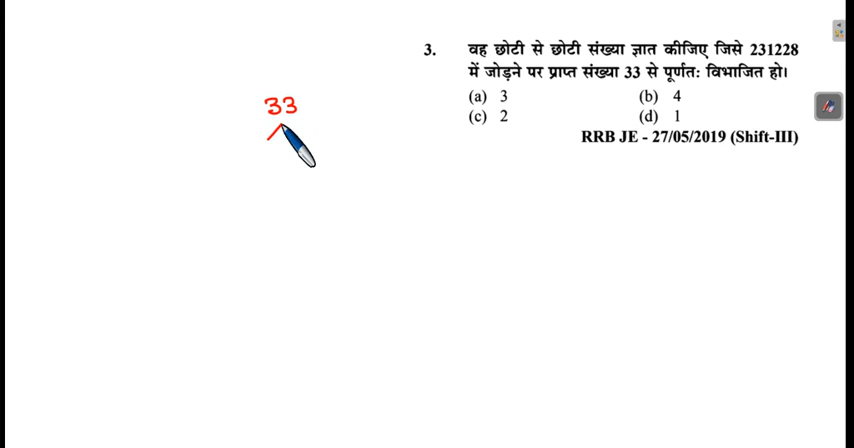 3. वह छोटी से छोटी संख्या ज्ञात कीजिए जिसे 231228
में जोड़ने पर प्राप्त संख्या 33 से पूर्णत: विभाजित हो।
(a) 3 (b) 4
(c) 2 (d) 1
RRB JE - 27/05/2019 (Shift-III)
33